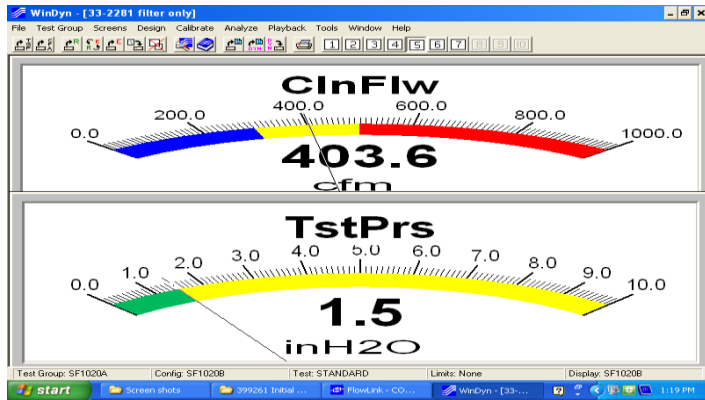 WinDyn - [33-2281 filter only]
File Test Group Screens Design Calibrate Analyze Playback Tools Window Help
1 2 3 4 5 6 7 8 9 10
ClnFlw
0.0 200.0 400.0 600.0 800.0 1000.0
403.6
cfm
TstPrs
0.0 1.0 2.0 3.0 4.0 5.0 6.0 7.0 8.0 9.0 10.0
1.5
inH2O
Test Group: SF1020A Config: SF1020B Test: STANDARD Limits: None Display: SF1020B
start Screen shots 399261 Initial ... FlowLink - CO... WinDyn - [33-... 1:19 PM